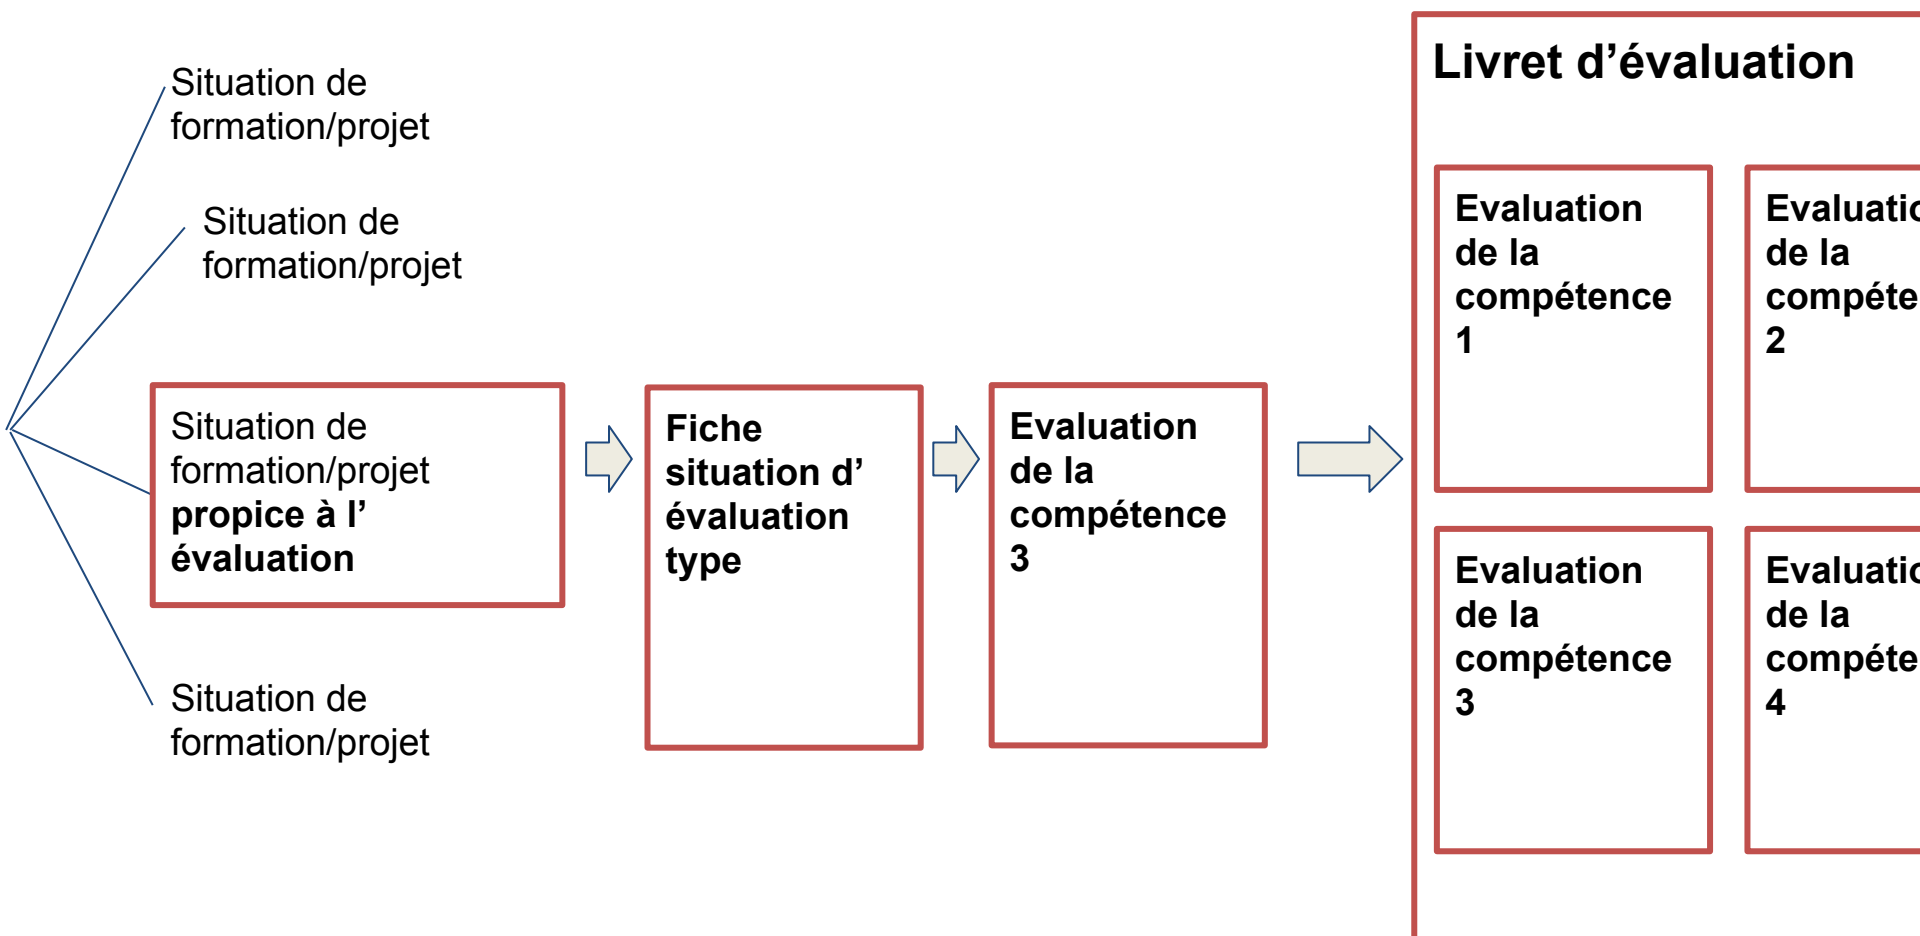 Situation de
formation/projet
Situation de
formation/projet
Situation de
formation/projet
propice à l’
évaluation
Situation de
formation/projet
Fiche
situation d’
évaluation
type
Evaluation
de la
compétence
3
Livret d’évaluation
Evaluation
de la
compétence
1
de la
2
Evaluation
de la
compétence
3
de la
4